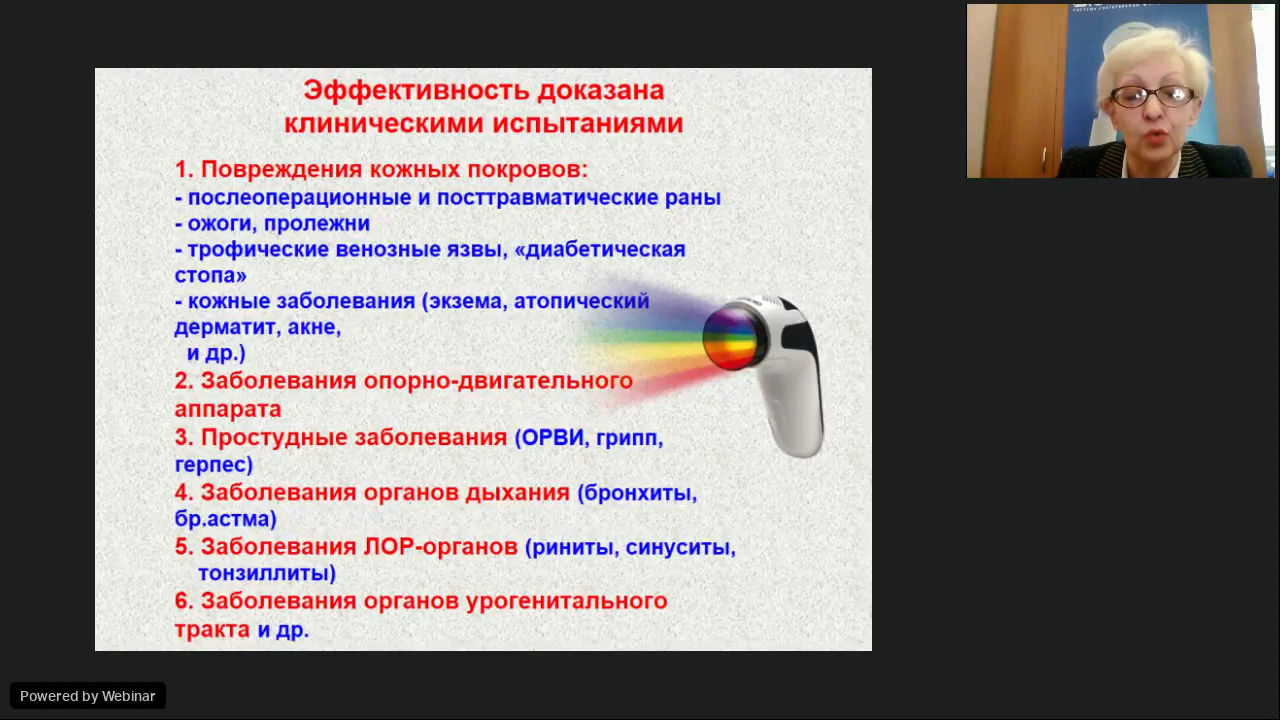 Эффективность доказана
клиническими испытаниями
1. Повреждения кожных покровов:
- послеоперационные и посттравматические раны
- ожоги, пролежни
- трофические венозные язвы, «диабетическая
стопа»
- кожные заболевания (экзема, атопический
дерматит, акне,
и др.)
2. Заболевания опорно-двигательного
аппарата
3. Простудные заболевания (ОРВИ, грипп,
герпес)
4. Заболевания органов дыхания (бронхиты,
бр.астма)
5. Заболевания ЛОР-органов (риниты, синуситы,
тонзиллиты)
6. Заболевания органов урогенитального
тракта и др.
Powered by Webinar